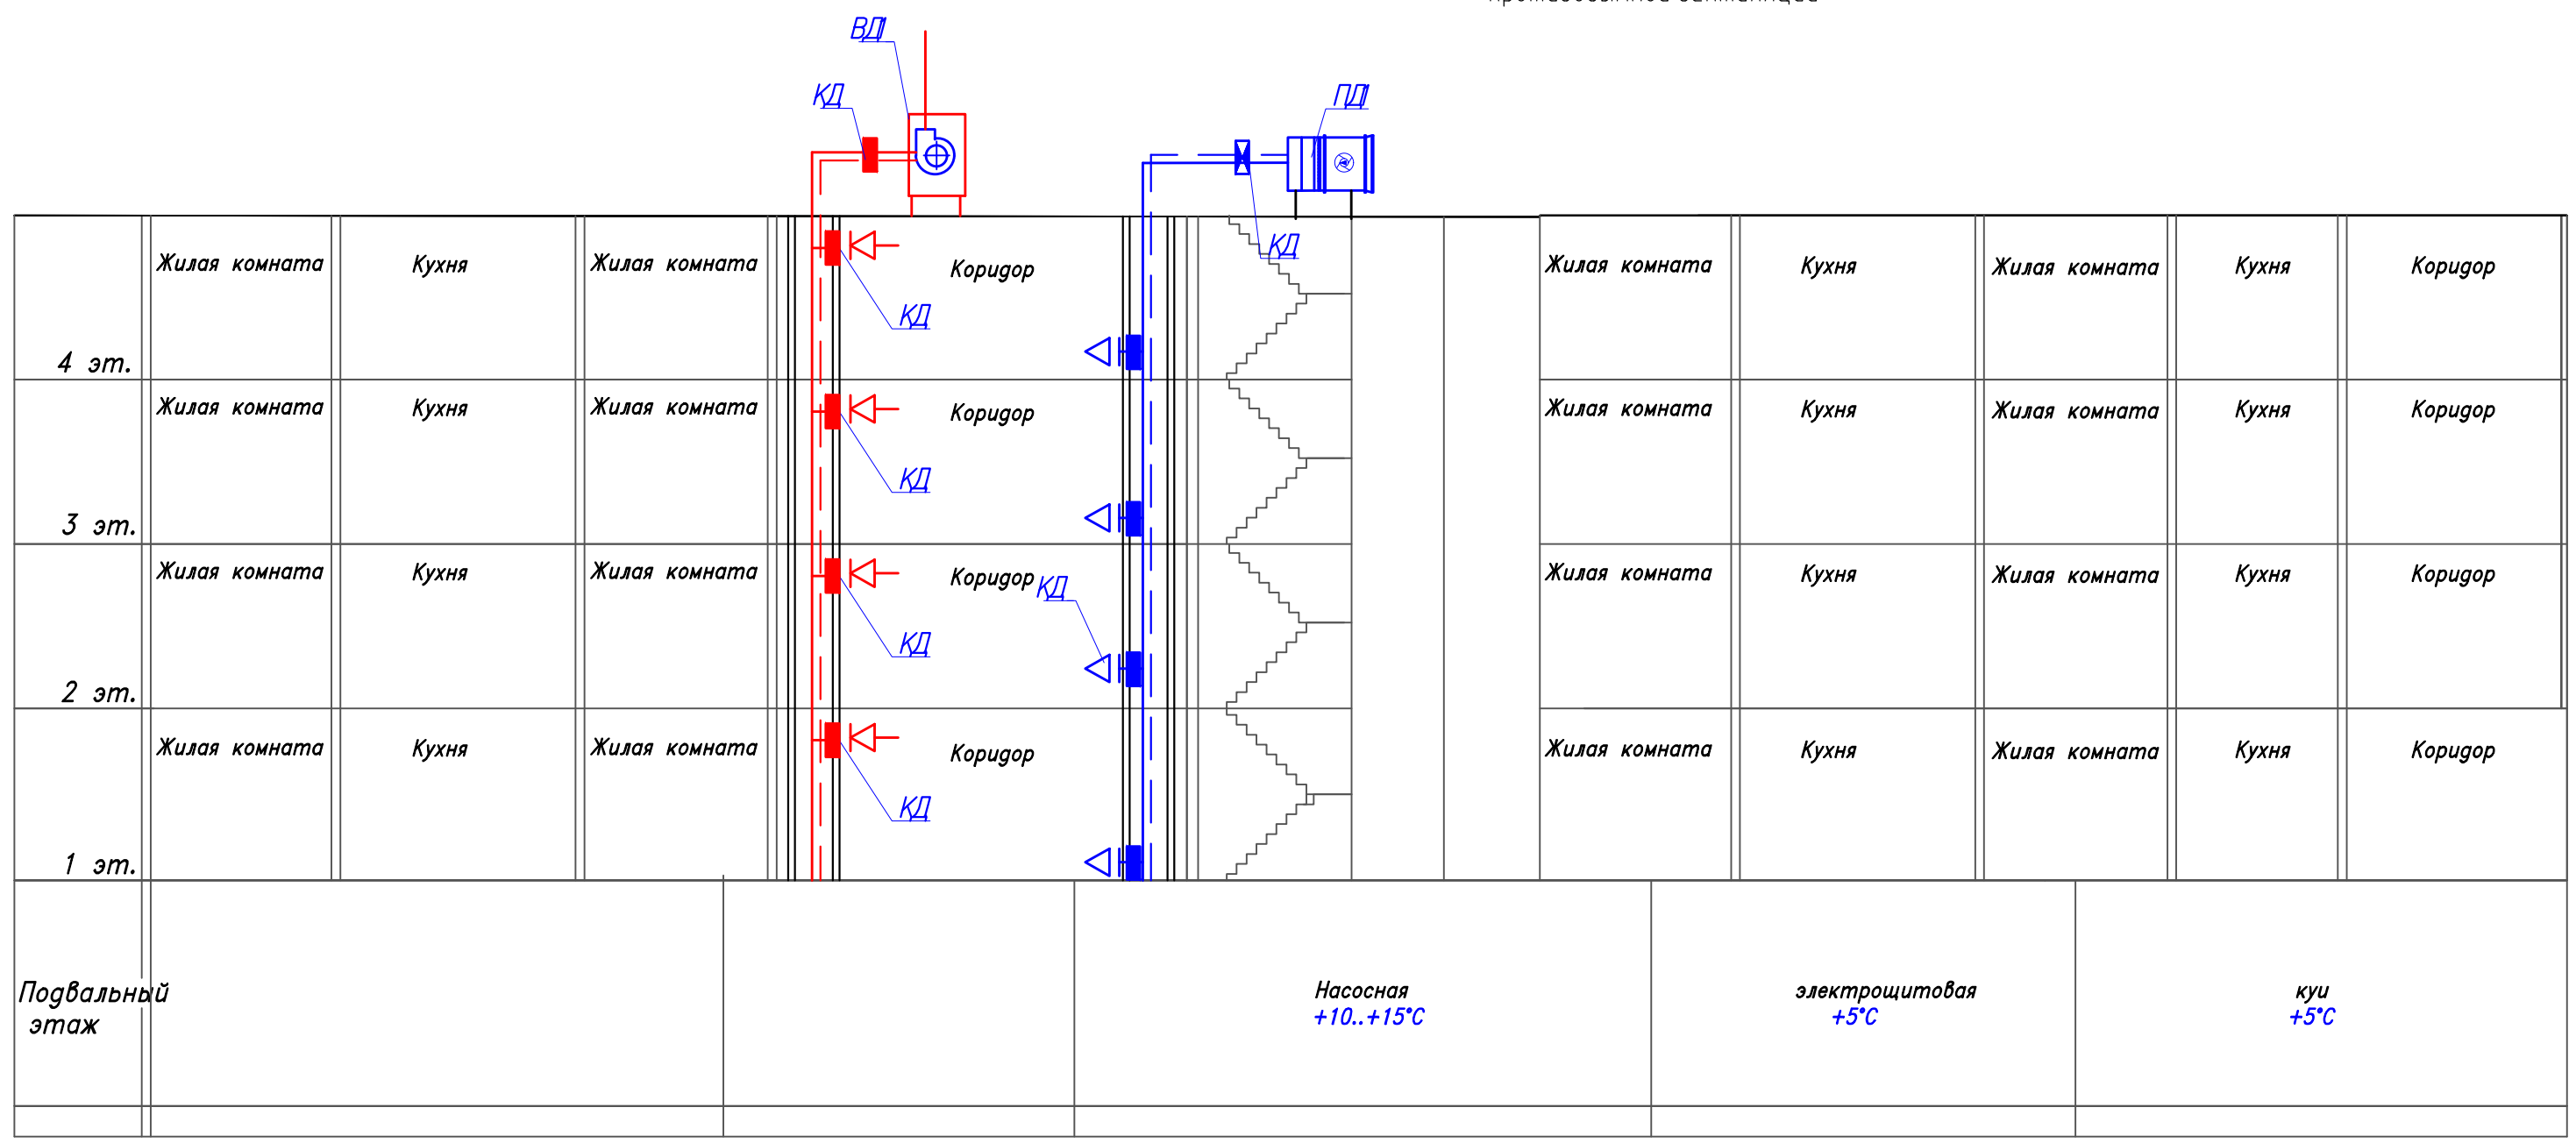 ВД1
КД
ПД1
КД
Жилая комната
Кухня
Жилая комната
Коридор
Жилая комната
Кухня
Жилая комната
Кухня
Коридор
КД
4 эт.
Жилая комната
Кухня
Жилая комната
Коридор
Жилая комната
Кухня
Жилая комната
Кухня
Коридор
КД
3 эт.
Жилая комната
Кухня
Жилая комната
Коридор
КД
Жилая комната
Кухня
Жилая комната
Кухня
Коридор
КД
2 эт.
Жилая комната
Кухня
Жилая комната
Коридор
Жилая комната
Кухня
Жилая комната
Кухня
Коридор
КД
1 эт.
Подвальный
этаж
Насосная
+10..+15°С
электрощитовая
+5°С
куи
+5°С